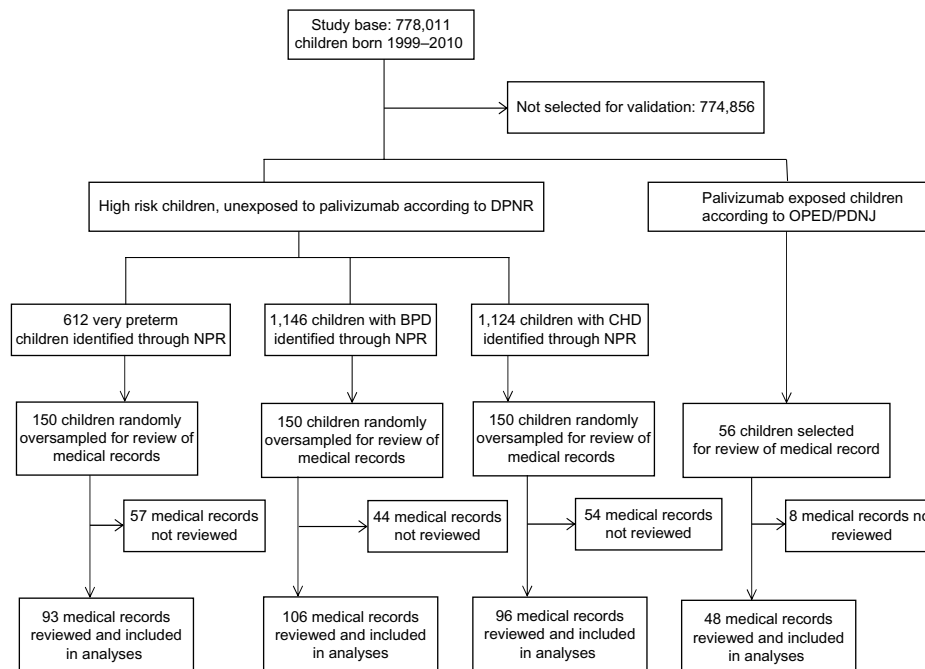 Study base: 778,011
children born 1999–2010
Not selected for validation: 774,856
High risk children, unexposed to palivizumab according to DPNR
Palivizumab exposed children
according to OPED/PDNJ
612 very preterm
children identified through NPR
1,146 children with BPD
identified through NPR
1,124 children with CHD
identified through NPR
150 children randomly
oversampled for review of
medical records
150 children randomly
oversampled for review of
medical records
150 children randomly
oversampled for review of
medical records
56 children selected
for review of medical record
57 medical records
not reviewed
44 medical records
not reviewed
54 medical records
not reviewed
8 medical records no
reviewed
93 medical records
reviewed and included
in analyses
106 medical records
reviewed and included
in analyses
96 medical records
reviewed and included
in analyses
48 medical records
reviewed and included
in analyses